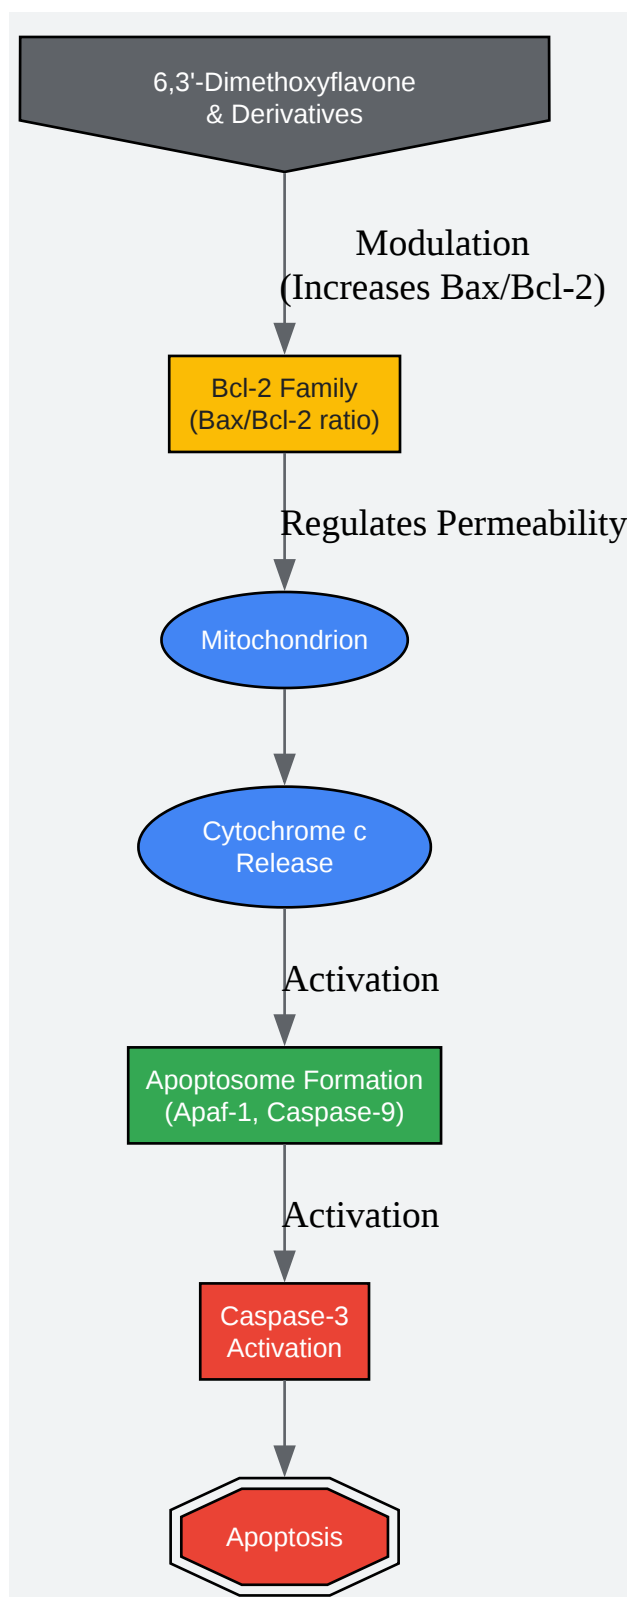 6,3'-Dimethoxyflavone
& Derivatives
Modulation
(Increases Bax/Bcl-2)
Bcl-2 Family
(Bax/Bcl-2 ratio)
Regulates Permeability
Mitochondrion
Cytochrome c
Release
Activation
Apoptosome Formation
(Apaf-1, Caspase-9)
Activation
Caspase-3
Activation
Apoptosis